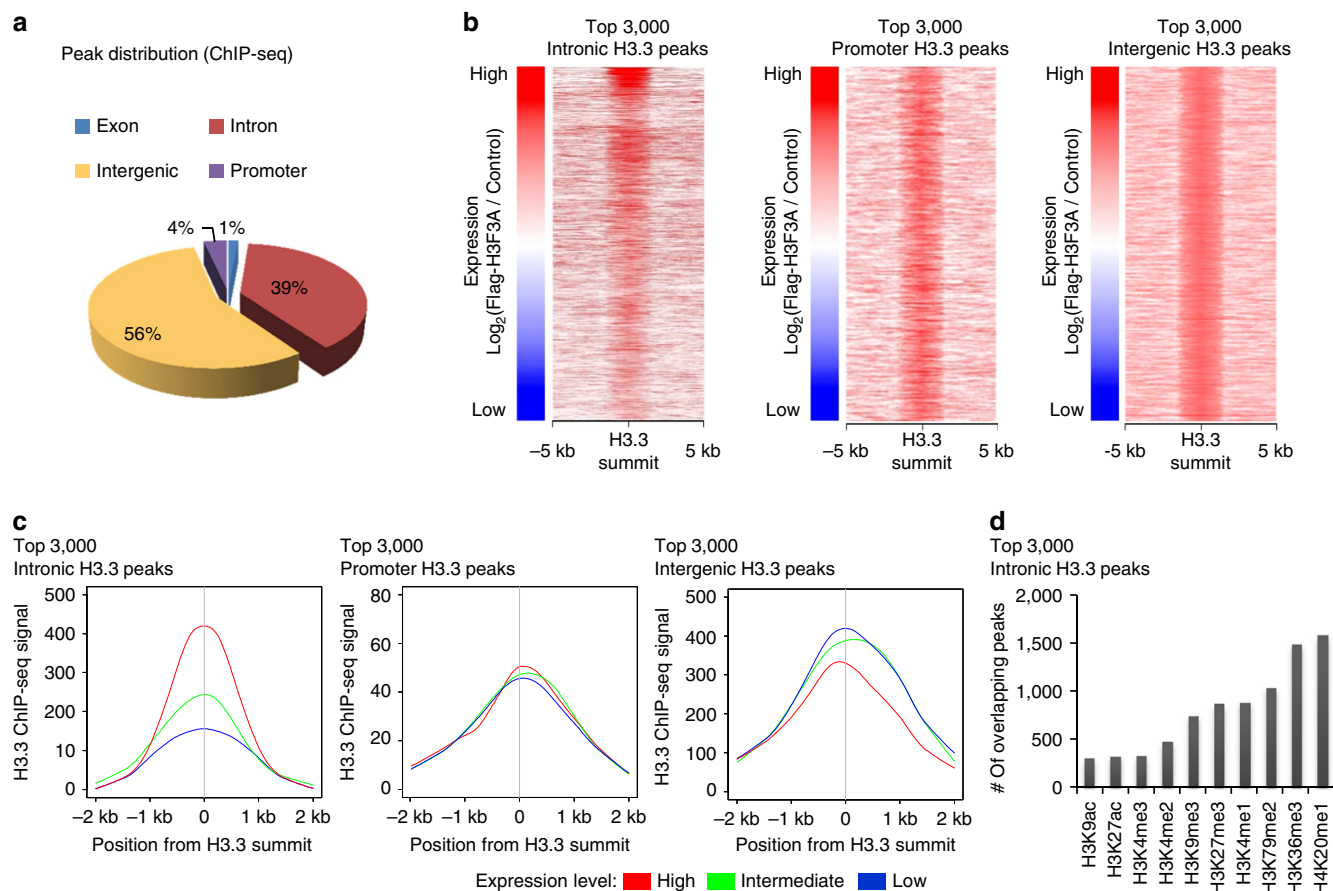 a
Peak distribution (ChIP-seq)
Exon
Intron
Intergenic
Promoter
4%
1%
39%
56%
b
Top 3,000
Intronic H3.3 peaks
High
Expression
Log2(Flag-H3F3A / Control)
Low
–5 kb
H3.3
summit
5 kb
Top 3,000
Promoter H3.3 peaks
High
Expression
Log2(Flag-H3F3A / Control)
Low
–5 kb
H3.3
summit
5 kb
Top 3,000
Intergenic H3.3 peaks
High
Expression
Log2(Flag-H3F3A / Control)
Low
-5 kb
H3.3
summit
5 kb
c
Top 3,000
Intronic H3.3 peaks
H3.3 ChIP-seq signal
500
400
300
200
10
0
–2 kb
–1 kb
0
1 kb
2 kb
Position from H3.3 summit
Top 3,000
Promoter H3.3 peaks
H3.3 ChIP-seq signal
80
60
40
20
0
–2 kb
–1 kb
0
1 kb
2 kb
Position from H3.3 summit
Top 3,000
Intergenic H3.3 peaks
H3.3 ChIP-seq signal
500
400
300
200
100
0
–2 kb
–1 kb
0
1 kb
2 kb
Position from H3.3 summit
Expression level:
High
Intermediate
Low
d
Top 3,000
Intronic H3.3 peaks
# Of overlapping peaks
2,000
1,500
1,000
500
0
H3K9ac
H3K27ac
H3K4me3
H3K4me2
H3K9me3
H3K27me3
H3K4me1
H3K79me2
H3K36me3
H4K20me1